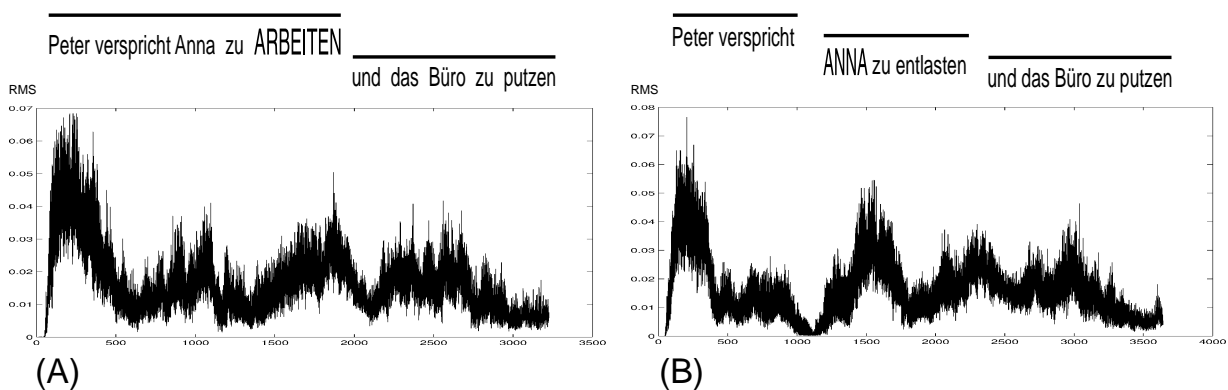 Peter verspricht Anna zu ARBEITEN
und das Büro zu putzen
RMS
0.07
0.06
0.05
0.04
0.03
0.02
0.01
0
0 500 1000 1500 2000 2500 3000 3500
(A)
Peter verspricht
ANNA zu entlasten
und das Büro zu putzen
RMS
0.08
0.07
0.06
0.05
0.04
0.03
0.02
0.01
0
0 500 1000 1500 2000 2500 3000 3500 4000
(B)